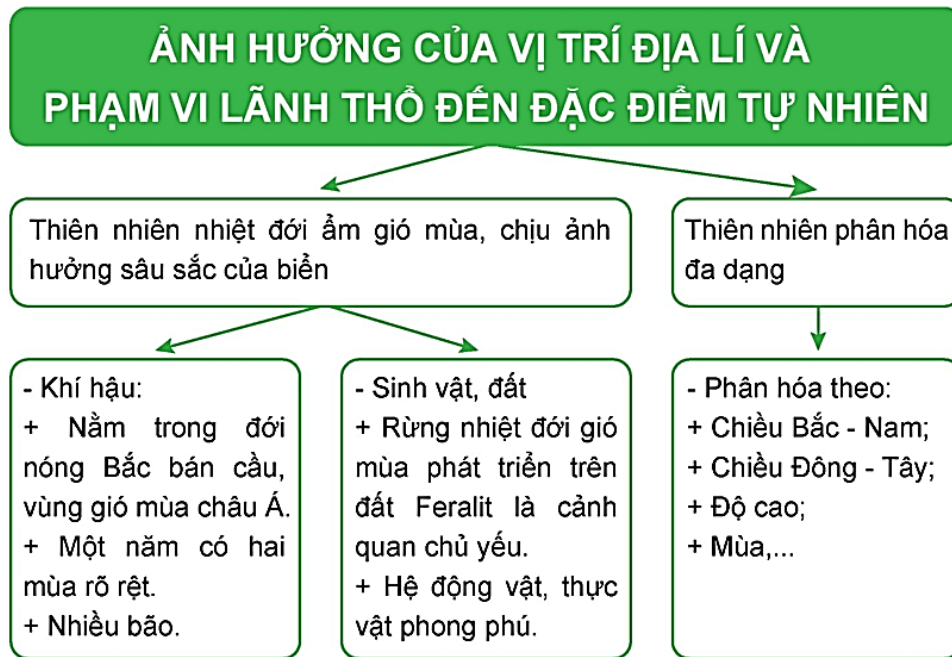 ẢNH HƯỞNG CỦA VỊ TRÍ ĐỊA LÍ VÀ
PHẠM VI LÃNH THỔ ĐẾN ĐẶC ĐIỂM TỰ NHIÊN
Thiên nhiên nhiệt đới ẩm gió mùa, chịu ảnh
hưởng sâu sắc của biển
Thiên nhiên phân hóa
đa dạng
- Khí hậu:
+ Nằm trong đới
nóng Bắc bán cầu,
vùng gió mùa châu Á.
+ Một năm có hai
mùa rõ rệt.
+ Nhiều bão.
- Sinh vật, đất
+ Rừng nhiệt đới gió
mùa phát triển trên
đất Feralit là cảnh
quan chủ yếu.
+ Hệ động vật, thực
vật phong phú.
- Phân hóa theo:
+ Chiều Bắc - Nam;
+ Chiều Đông - Tây;
+ Độ cao;
+ Mùa,...